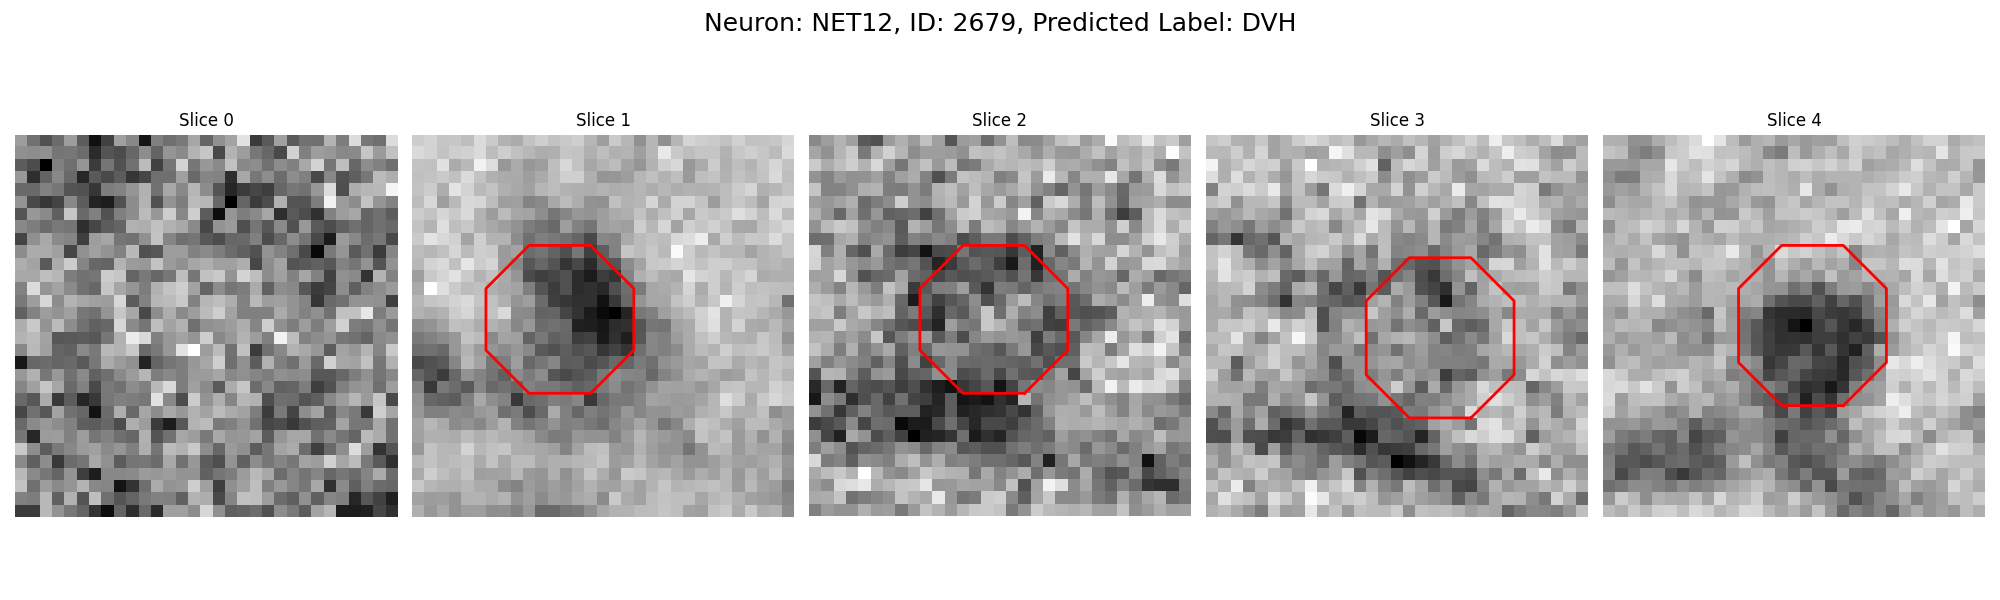 Neuron: NET12, ID: 2679, Predicted Label: DVH
Slice 0
Slice 1
Slice 2
Slice 3
Slice 4